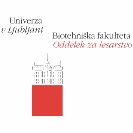 Univerza
v Ljubljani
Biotehniška fakulteta
Oddelek za lesarstvo